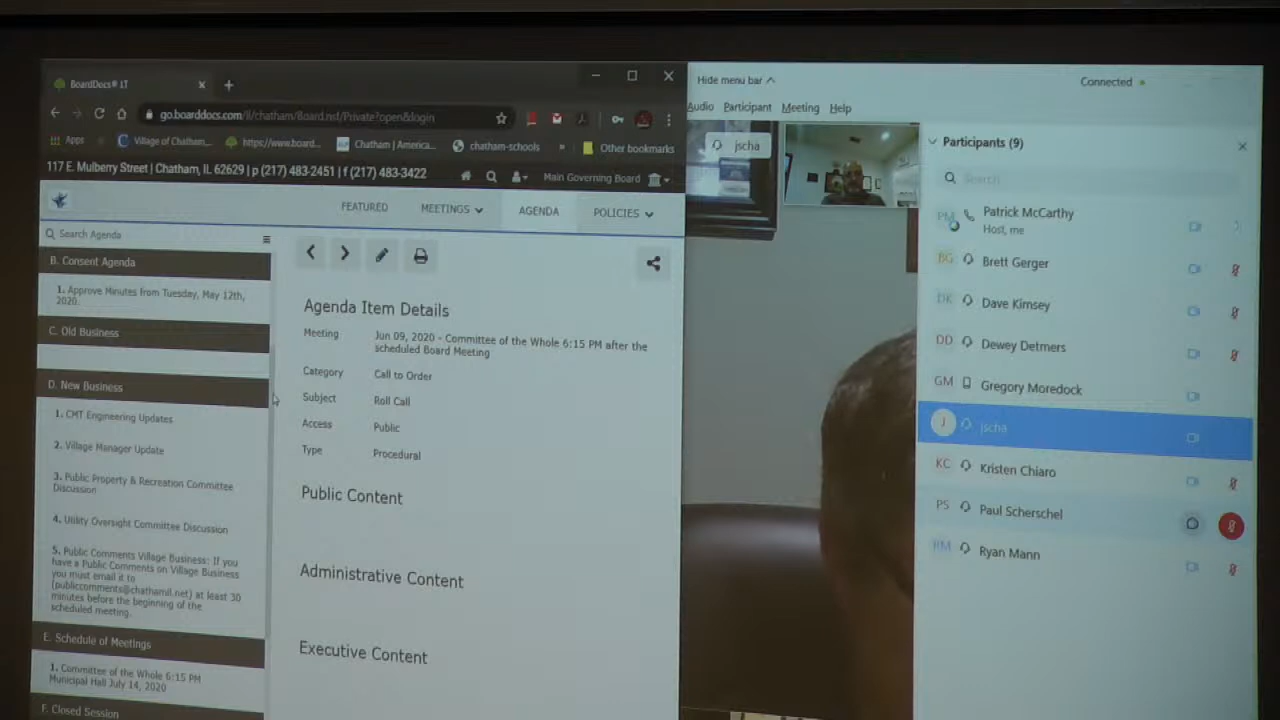 BoardDocs® LT
go.boarddocs.com/il/chatham/Board.nsf/Private?open&login
Apps
Village of Chatham...
https://www.board...
Chatham | America...
chatham-schools
»
Other bookmarks
117 E. Mulberry Street | Chatham, IL 62629 | p (217) 483-2451 | f (217) 483-3422
Main Governing Board
FEATURED
MEETINGS
AGENDA
POLICIES
Search Agenda
B. Consent Agenda
1. Approve Minutes from Tuesday, May 12th,
2020.
C. Old Business
D. New Business
1. CMT Engineering Updates
2. Village Manager Update
3. Public Property & Recreation Committee
Discussion
4. Utility Oversight Committee Discussion
5. Public Comments Village Business: If you
have a Public Comments on Village Business
you must email it to
(publiccomments@chathamil.net) at least 30
minutes before the beginning of the
scheduled meeting.
E. Schedule of Meetings
1. Committee of the Whole 6:15 PM
Municipal Hall July 14, 2020
F. Closed Session
Agenda Item Details
Meeting
Jun 09, 2020 - Committee of the Whole 6:15 PM after the
scheduled Board Meeting
Category
Call to Order
Subject
Roll Call
Access
Public
Type
Procedural
Public Content
Administrative Content
Executive Content
Hide menu bar
Connected
Audio
Participant
Meeting
Help
jscha
Participants (9)
Search
PM
Patrick McCarthy
Host, me
BG
Brett Gerger
DK
Dave Kimsey
DD
Dewey Detmers
GM
Gregory Moredock
J
jscha
KC
Kristen Chiaro
PS
Paul Scherschel
RM
Ryan Mann